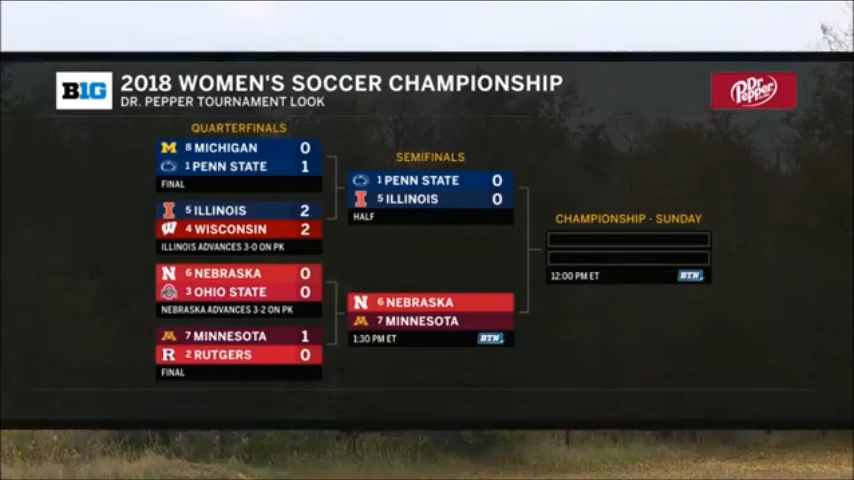 B1G
2018 WOMEN'S SOCCER CHAMPIONSHIP
DR. PEPPER TOURNAMENT LOOK
Dr Pepper
QUARTERFINALS
M 8 MICHIGAN 0
1 PENN STATE 1
FINAL
I 5 ILLINOIS 2
W 4 WISCONSIN 2
ILLINOIS ADVANCES 3-0 ON PK
N 6 NEBRASKA 0
3 OHIO STATE 0
NEBRASKA ADVANCES 3-2 ON PK
M 7 MINNESOTA 1
R 2 RUTGERS 0
FINAL
SEMIFINALS
1 PENN STATE 0
I 5 ILLINOIS 0
HALF
N 6 NEBRASKA
M 7 MINNESOTA
1:30 PM ET BTN
CHAMPIONSHIP - SUNDAY
12:00 PM ET BTN